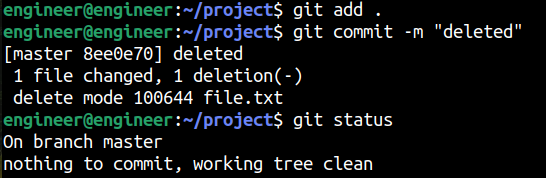 engineer@engineer:~/project$ git add .
engineer@engineer:~/project$ git commit -m "deleted"
[master 8ee0e70] deleted
 1 file changed, 1 deletion(-)
 delete mode 100644 file.txt
engineer@engineer:~/project$ git status
On branch master
nothing to commit, working tree clean